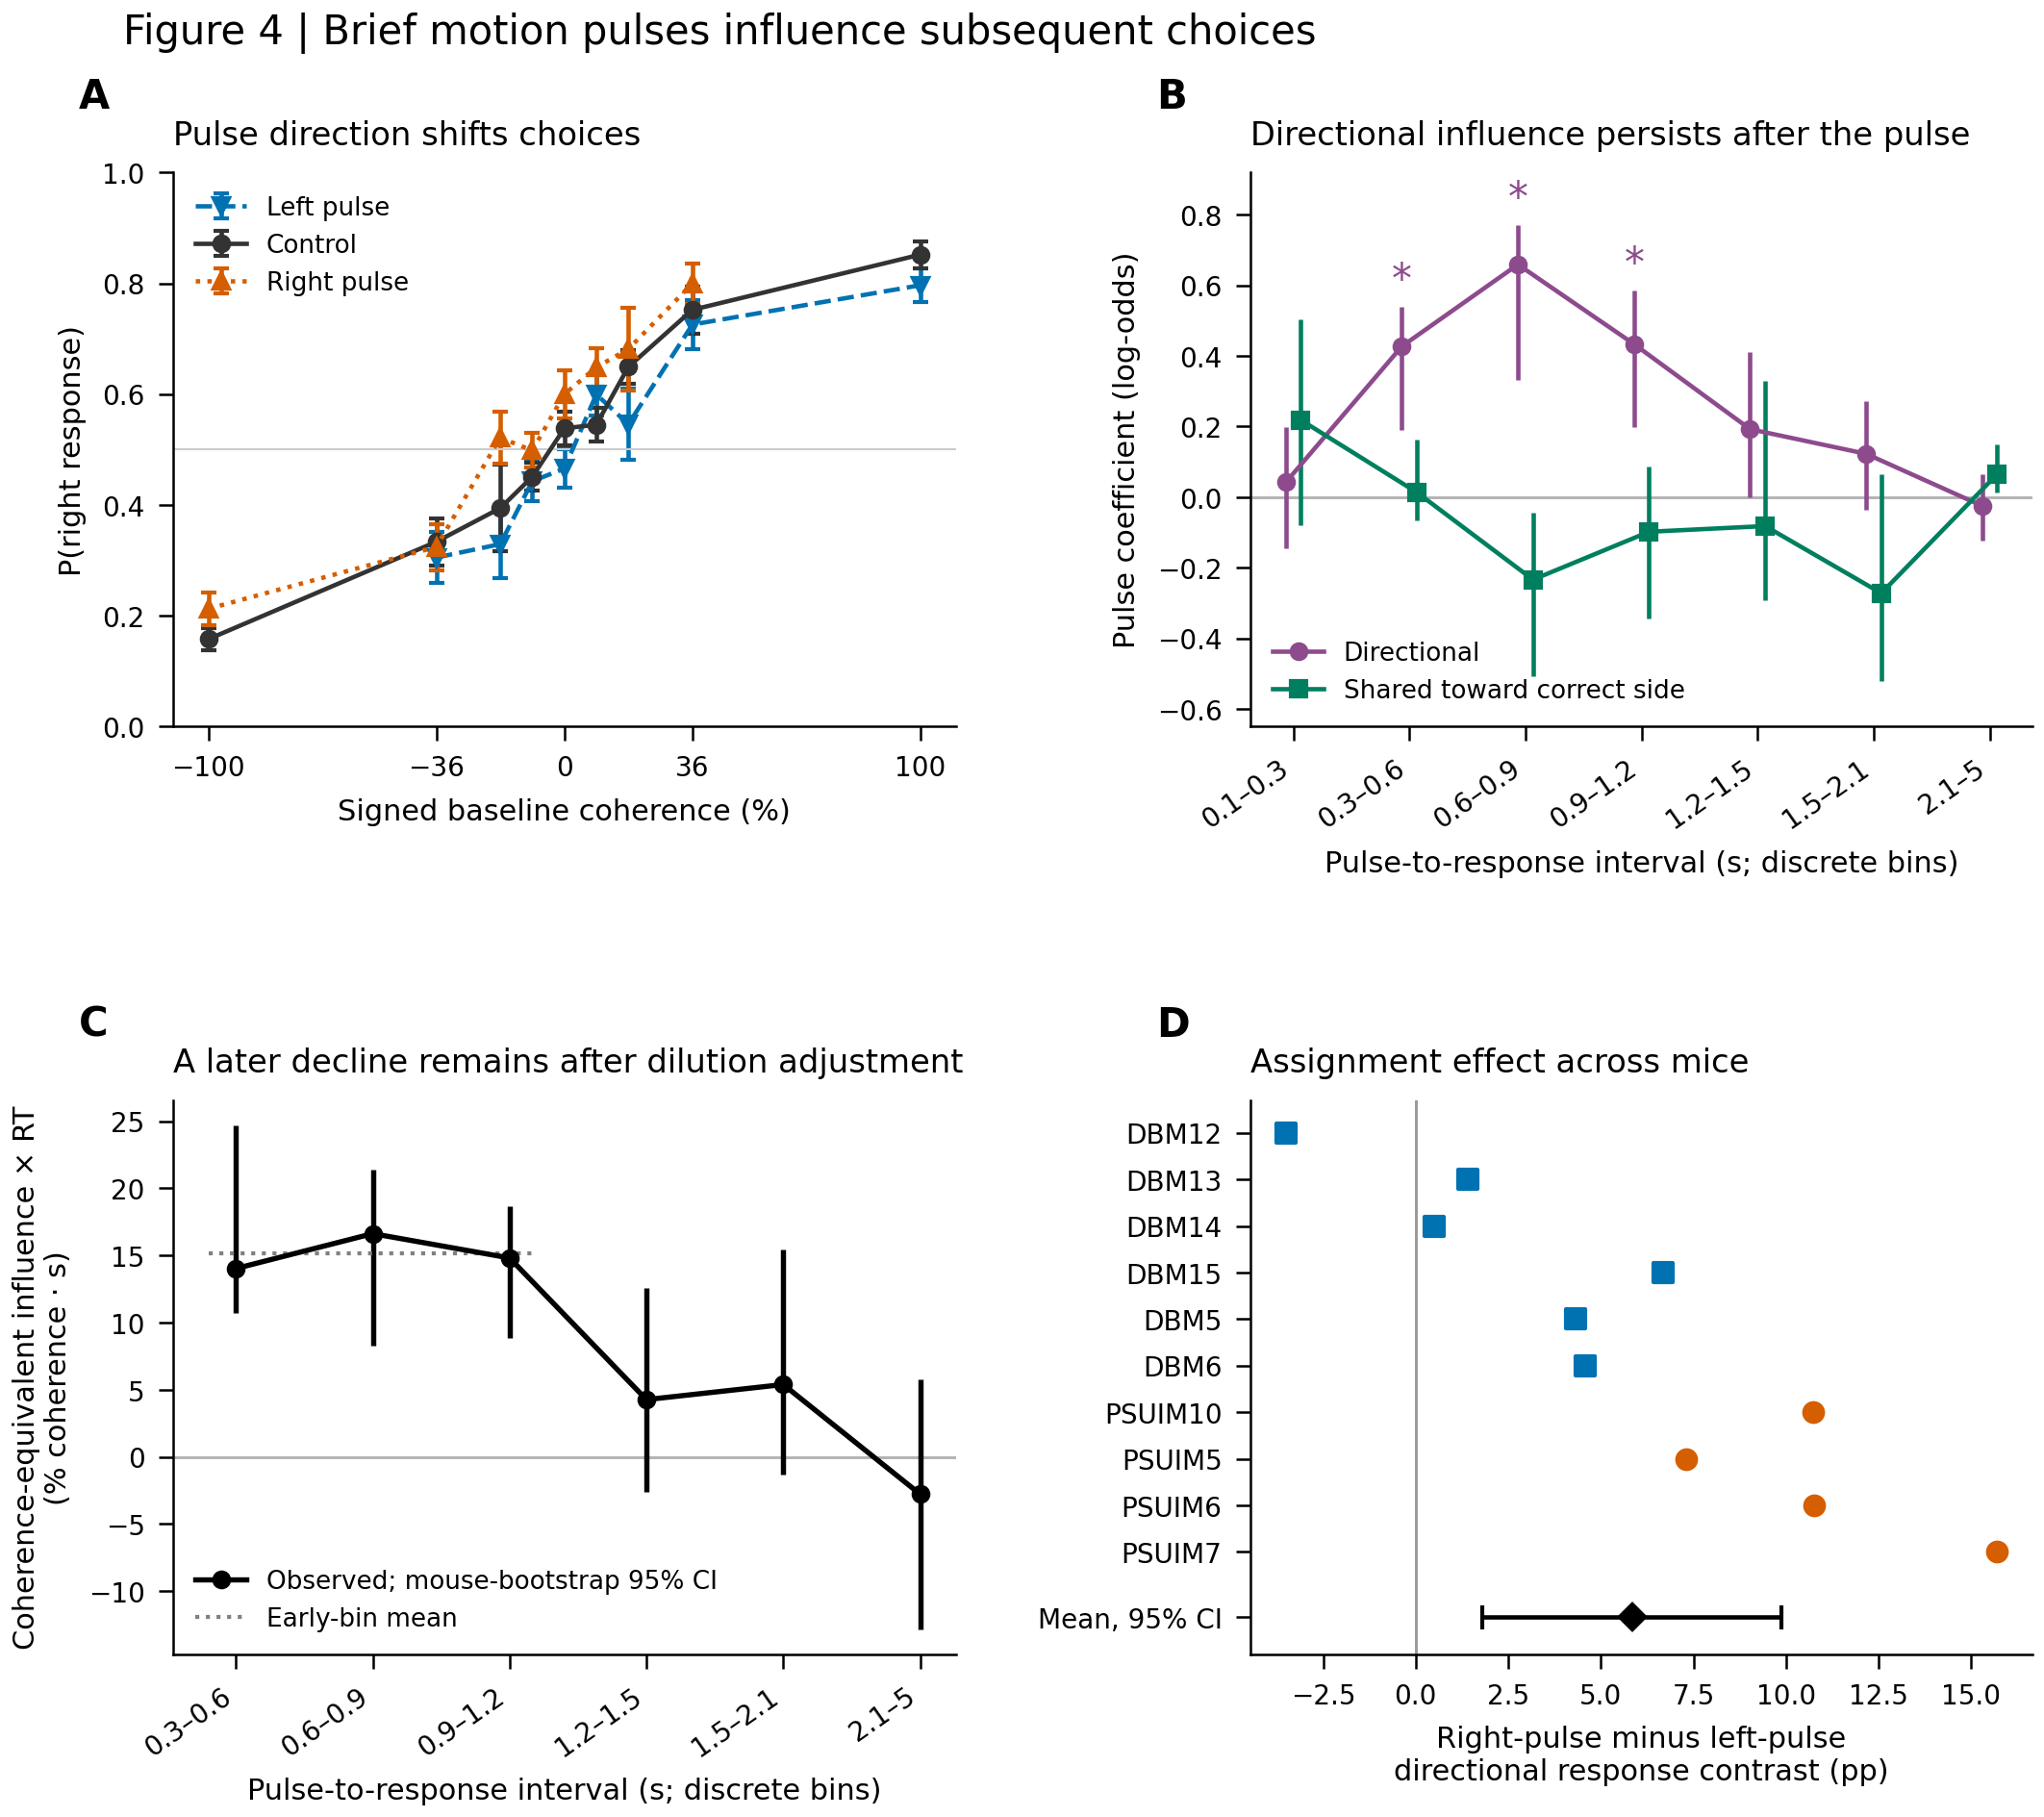 Figure 4 | Brief motion pulses influence subsequent choices
A
Pulse direction shifts choices
1.0
0.8
0.6
0.4
0.2
0.0
P(right response)
Left pulse
Control
Right pulse
−100
−36
0
36
100
Signed baseline coherence (%)
B
Directional influence persists after the pulse
0.8
0.6
0.4
0.2
0.0
−0.2
−0.4
−0.6
Pulse coefficient (log-odds)
*
*
*
Directional
Shared toward correct side
0.1–0.3
0.3–0.6
0.6–0.9
0.9–1.2
1.2–1.5
1.5–2.1
2.1–5
Pulse-to-response interval (s; discrete bins)
C
A later decline remains after dilution adjustment
25
20
15
10
5
0
−5
−10
Coherence-equivalent influence × RT
(% coherence · s)
Observed; mouse-bootstrap 95% CI
Early-bin mean
0.3–0.6
0.6–0.9
0.9–1.2
1.2–1.5
1.5–2.1
2.1–5
Pulse-to-response interval (s; discrete bins)
D
Assignment effect across mice
DBM12
DBM13
DBM14
DBM15
DBM5
DBM6
PSUIM10
PSUIM5
PSUIM6
PSUIM7
Mean, 95% CI
−2.5
0.0
2.5
5.0
7.5
10.0
12.5
15.0
Right-pulse minus left-pulse
directional response contrast (pp)